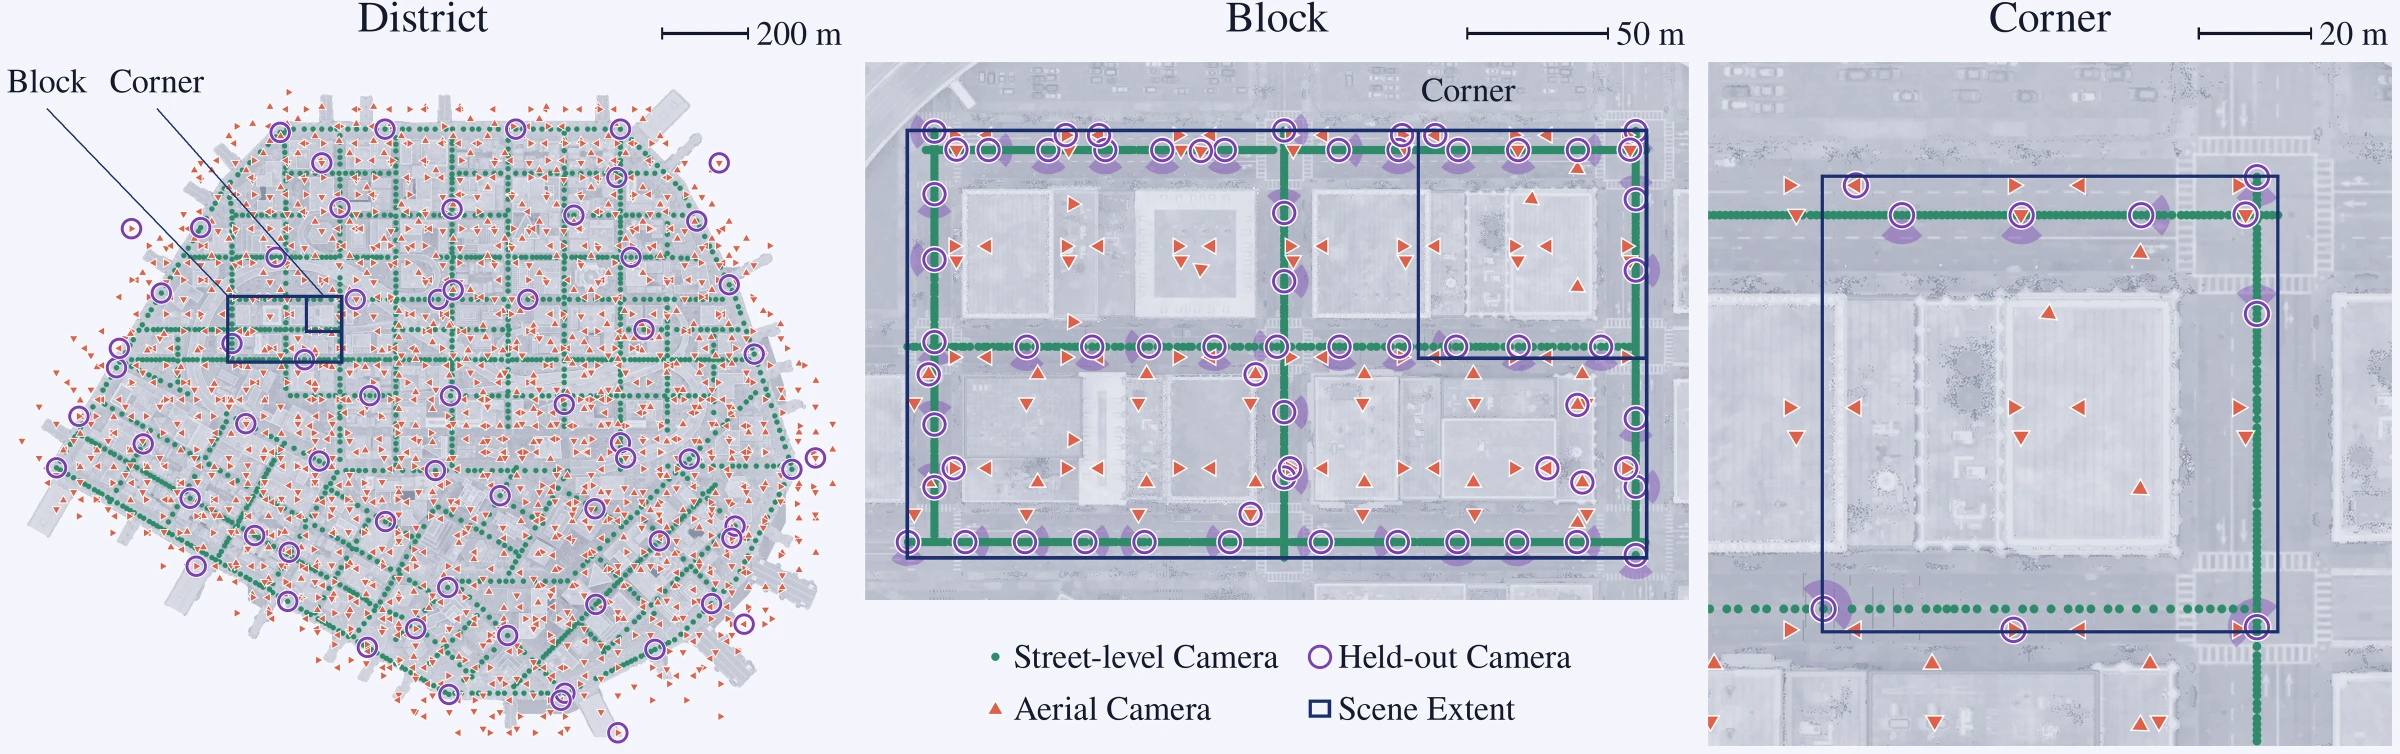 District
200 m
Block
50 m
Corner
20 m
Block Corner
Corner
Street-level Camera
Held-out Camera
Aerial Camera
Scene Extent